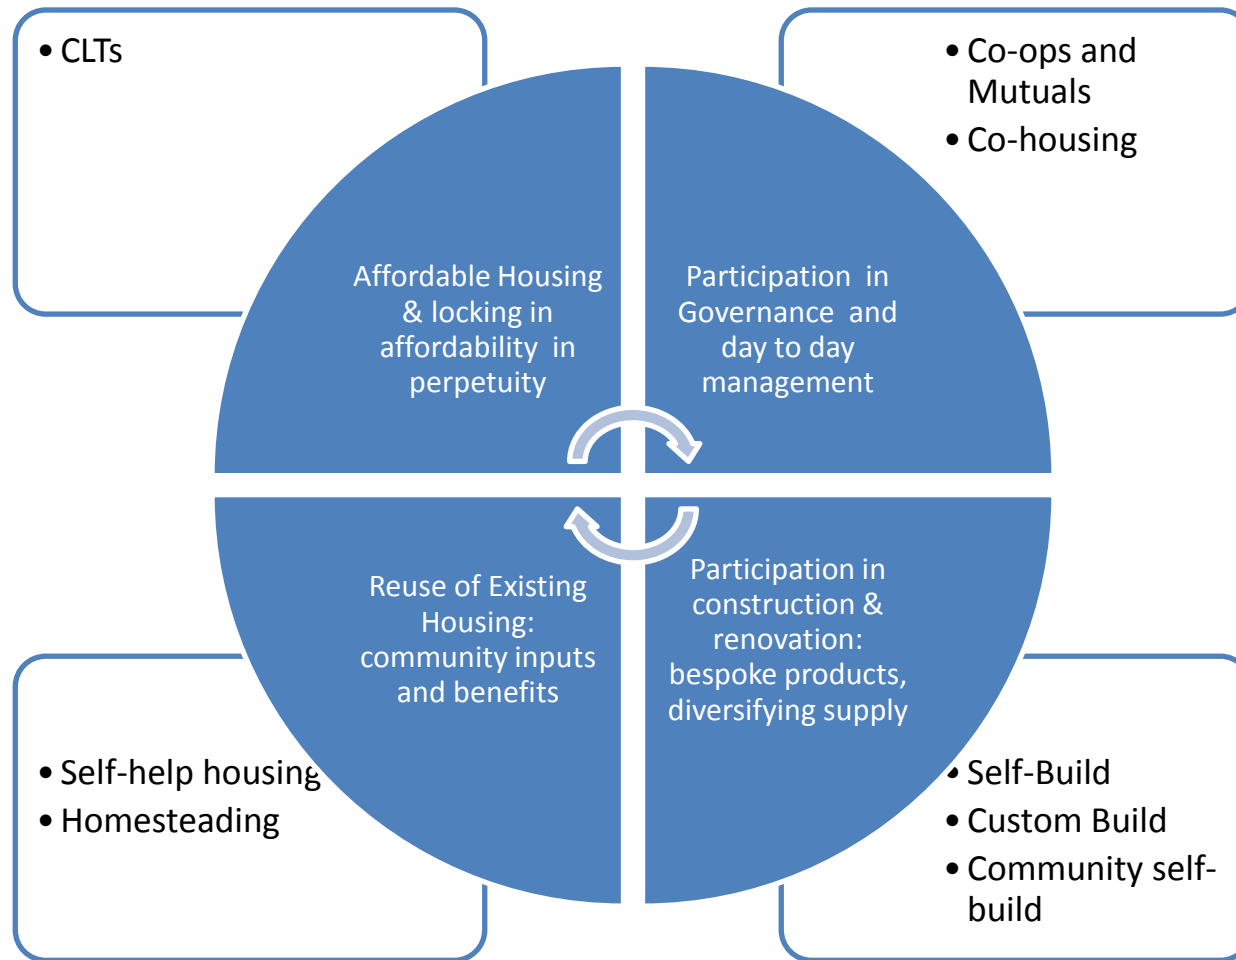 • CLTs
• Co-ops and
Mutuals
• Co-housing
Affordable Housing
& locking in
affordability in
perpetuity
Participation in
Governance and
day to day
management
Reuse of Existing
Housing:
community inputs
and benefits
Participation in
construction &
renovation:
bespoke products,
diversifying supply
• Self-help housing
• Homesteading
• Self-Build
• Custom Build
• Community self-
build